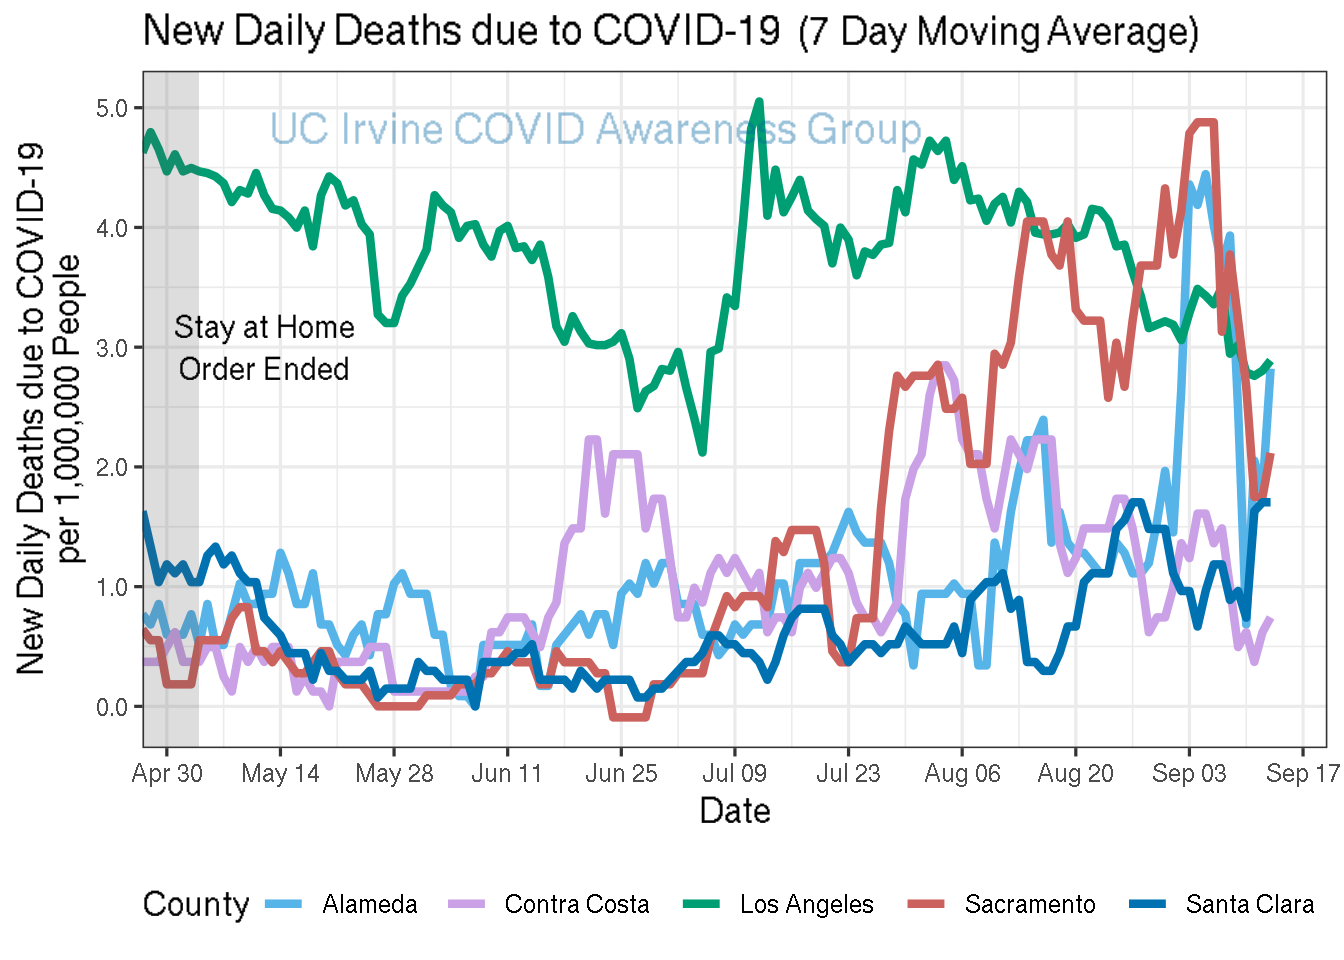 New Daily Deaths due to COVID-19 (7 Day Moving Average)
UC Irvine COVID Awareness Group
New Daily Deaths due to COVID-19
per 1,000,000 People
5.0
4.0
3.0
2.0
1.0
0.0
Stay at Home
Order Ended
Apr 30 May 14 May 28 Jun 11 Jun 25 Jul 09 Jul 23 Aug 06 Aug 20 Sep 03 Sep 17
Date
County Alameda Contra Costa Los Angeles Sacramento Santa Clara